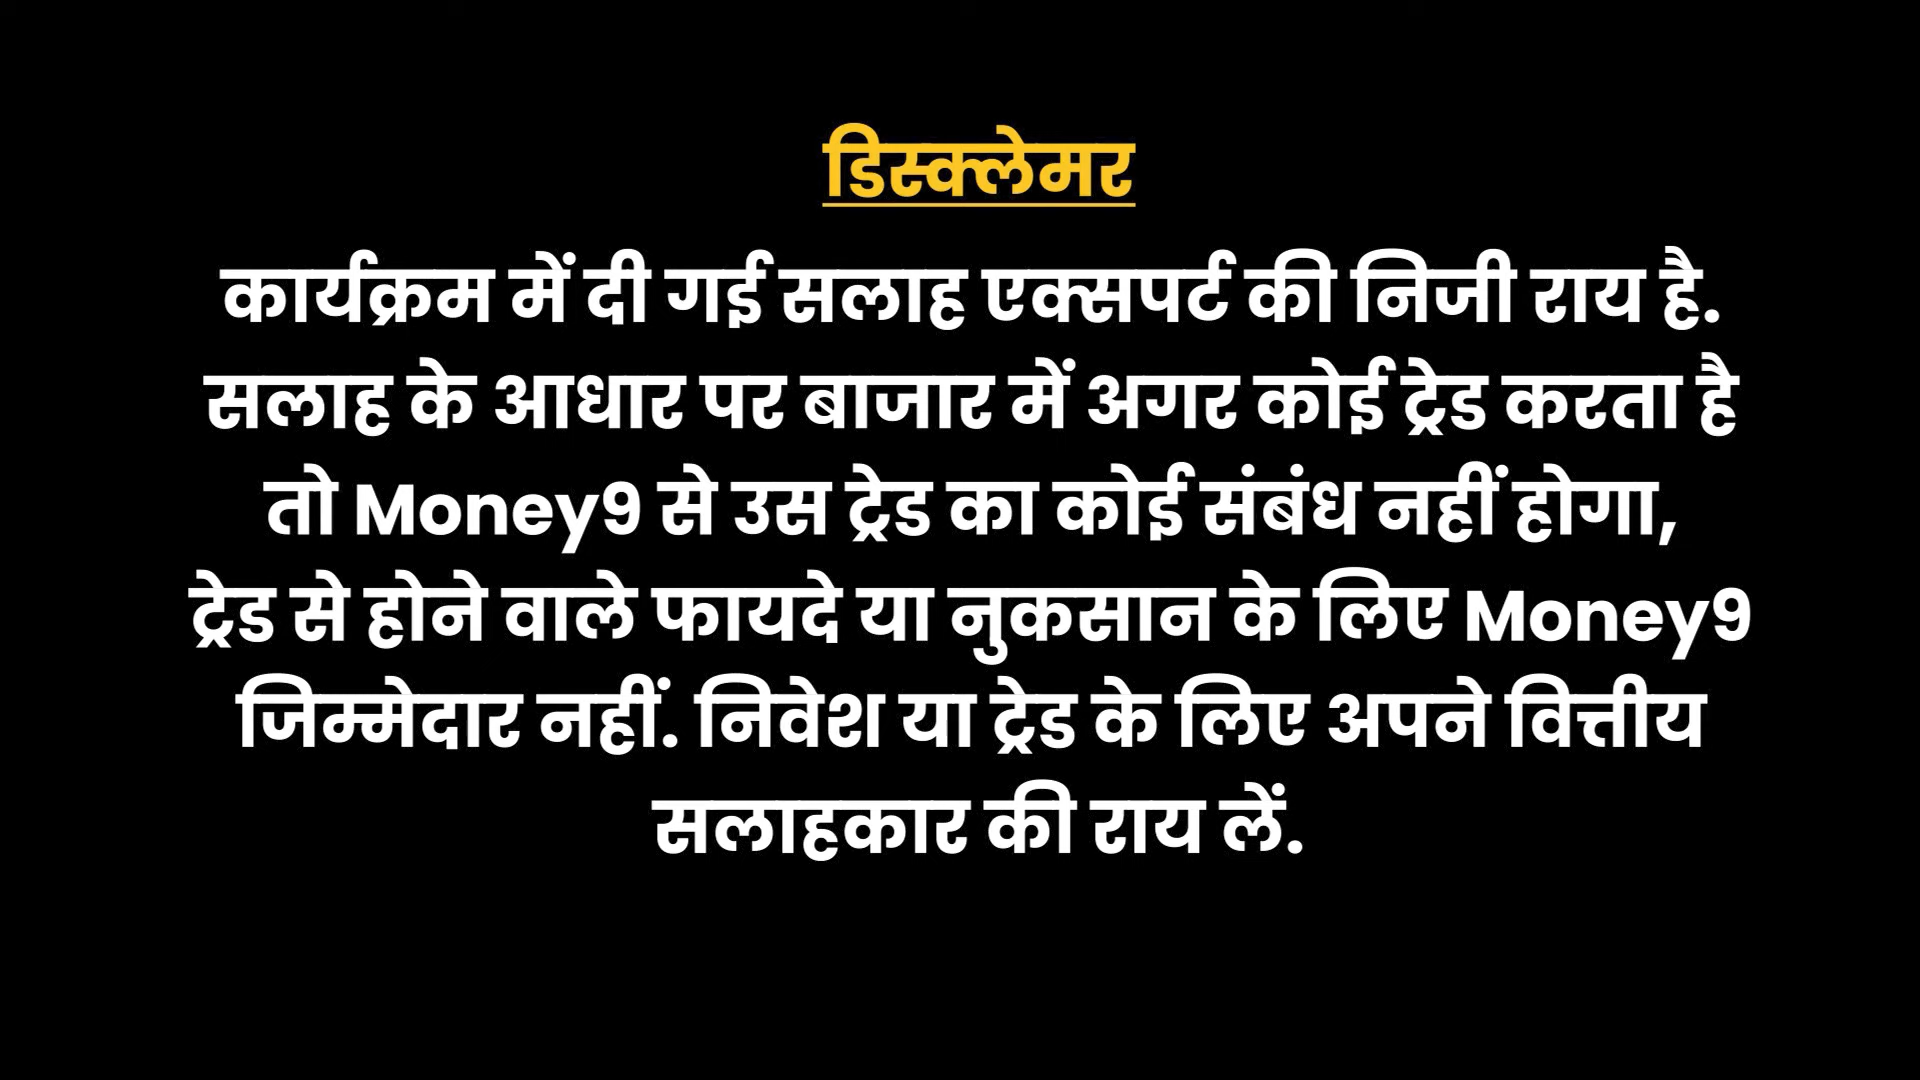 डिस्क्लेमर
कार्यक्रम में दी गई सलाह एक्सपर्ट की निजी राय है.
सलाह के आधार पर बाजार में अगर कोई ट्रेड करता है
तो Money9 से उस ट्रेड का कोई संबंध नहीं होगा,
ट्रेड से होने वाले फायदे या नुकसान के लिए Money9
जिम्मेदार नहीं. निवेश या ट्रेड के लिए अपने वित्तीय
सलाहकार की राय लें.